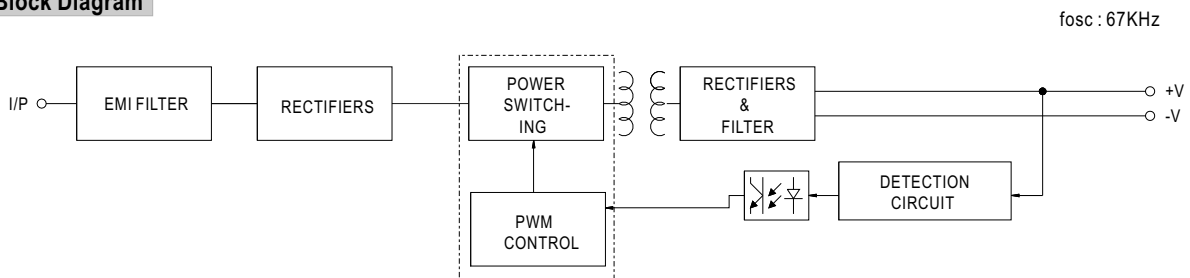 Block Diagram
fosc : 67KHz
I/P
EMI FILTER
RECTIFIERS
POWER
SWITCH-
ING
RECTIFIERS
&
FILTER
+V
-V
DETECTION
CIRCUIT
PWM
CONTROL